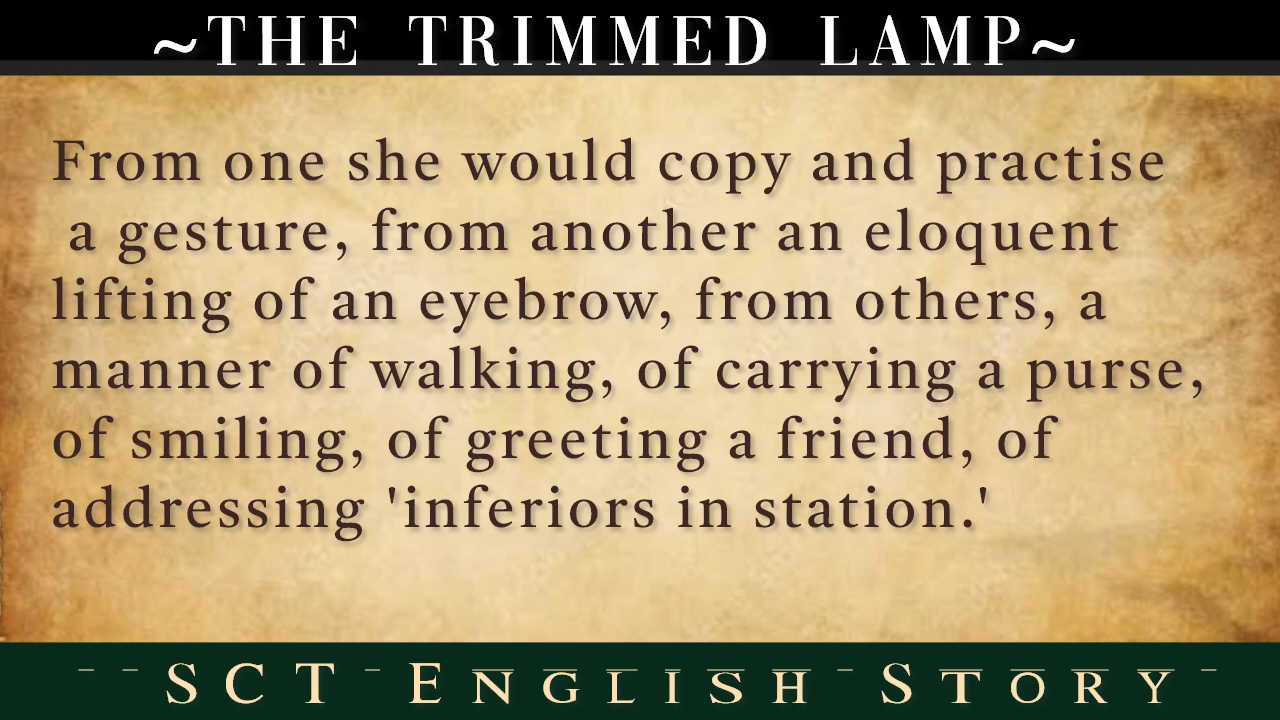 ~THE TRIMMED LAMP~
From one she would copy and practise
a gesture, from another an eloquent
lifting of an eyebrow, from others, a
manner of walking, of carrying a purse,
of smiling, of greeting a friend, of
addressing 'inferiors in station.'
SCT English Story